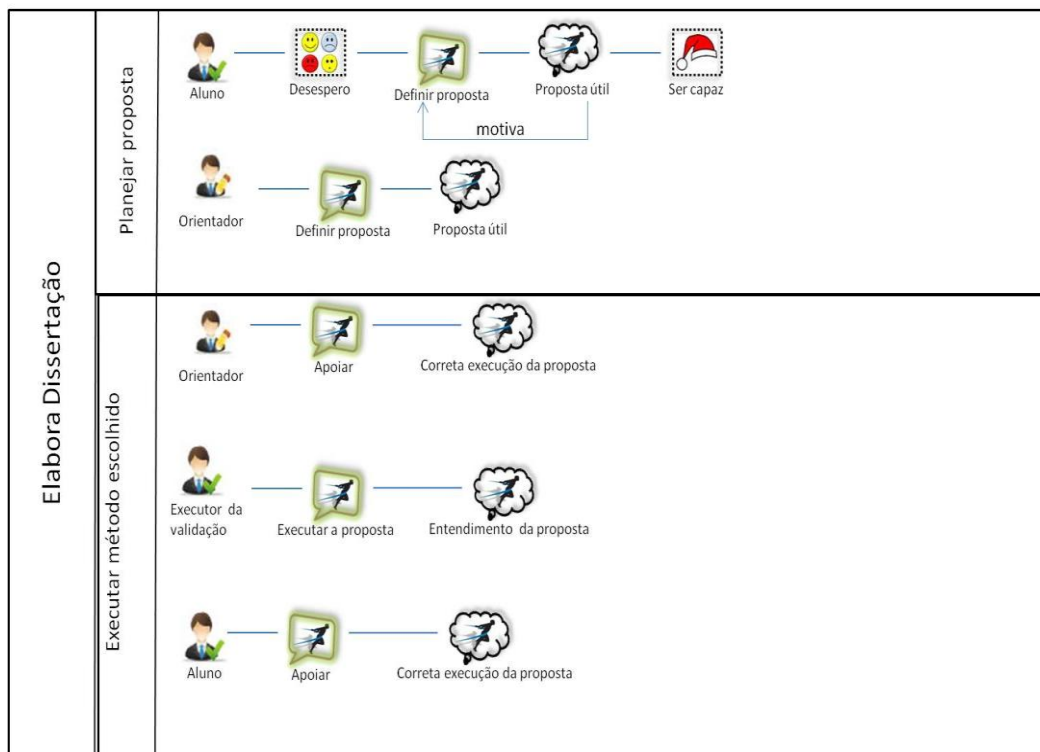 Elabora Dissertação
Planejar proposta
Aluno
Desespero
Definir proposta
Proposta útil
Ser capaz
motiva
Orientador
Definir proposta
Proposta útil
Executar método escolhido
Orientador
Apoiar
Correta execução da proposta
Executor da
validação
Executar a proposta
Entendimento da proposta
Aluno
Apoiar
Correta execução da proposta